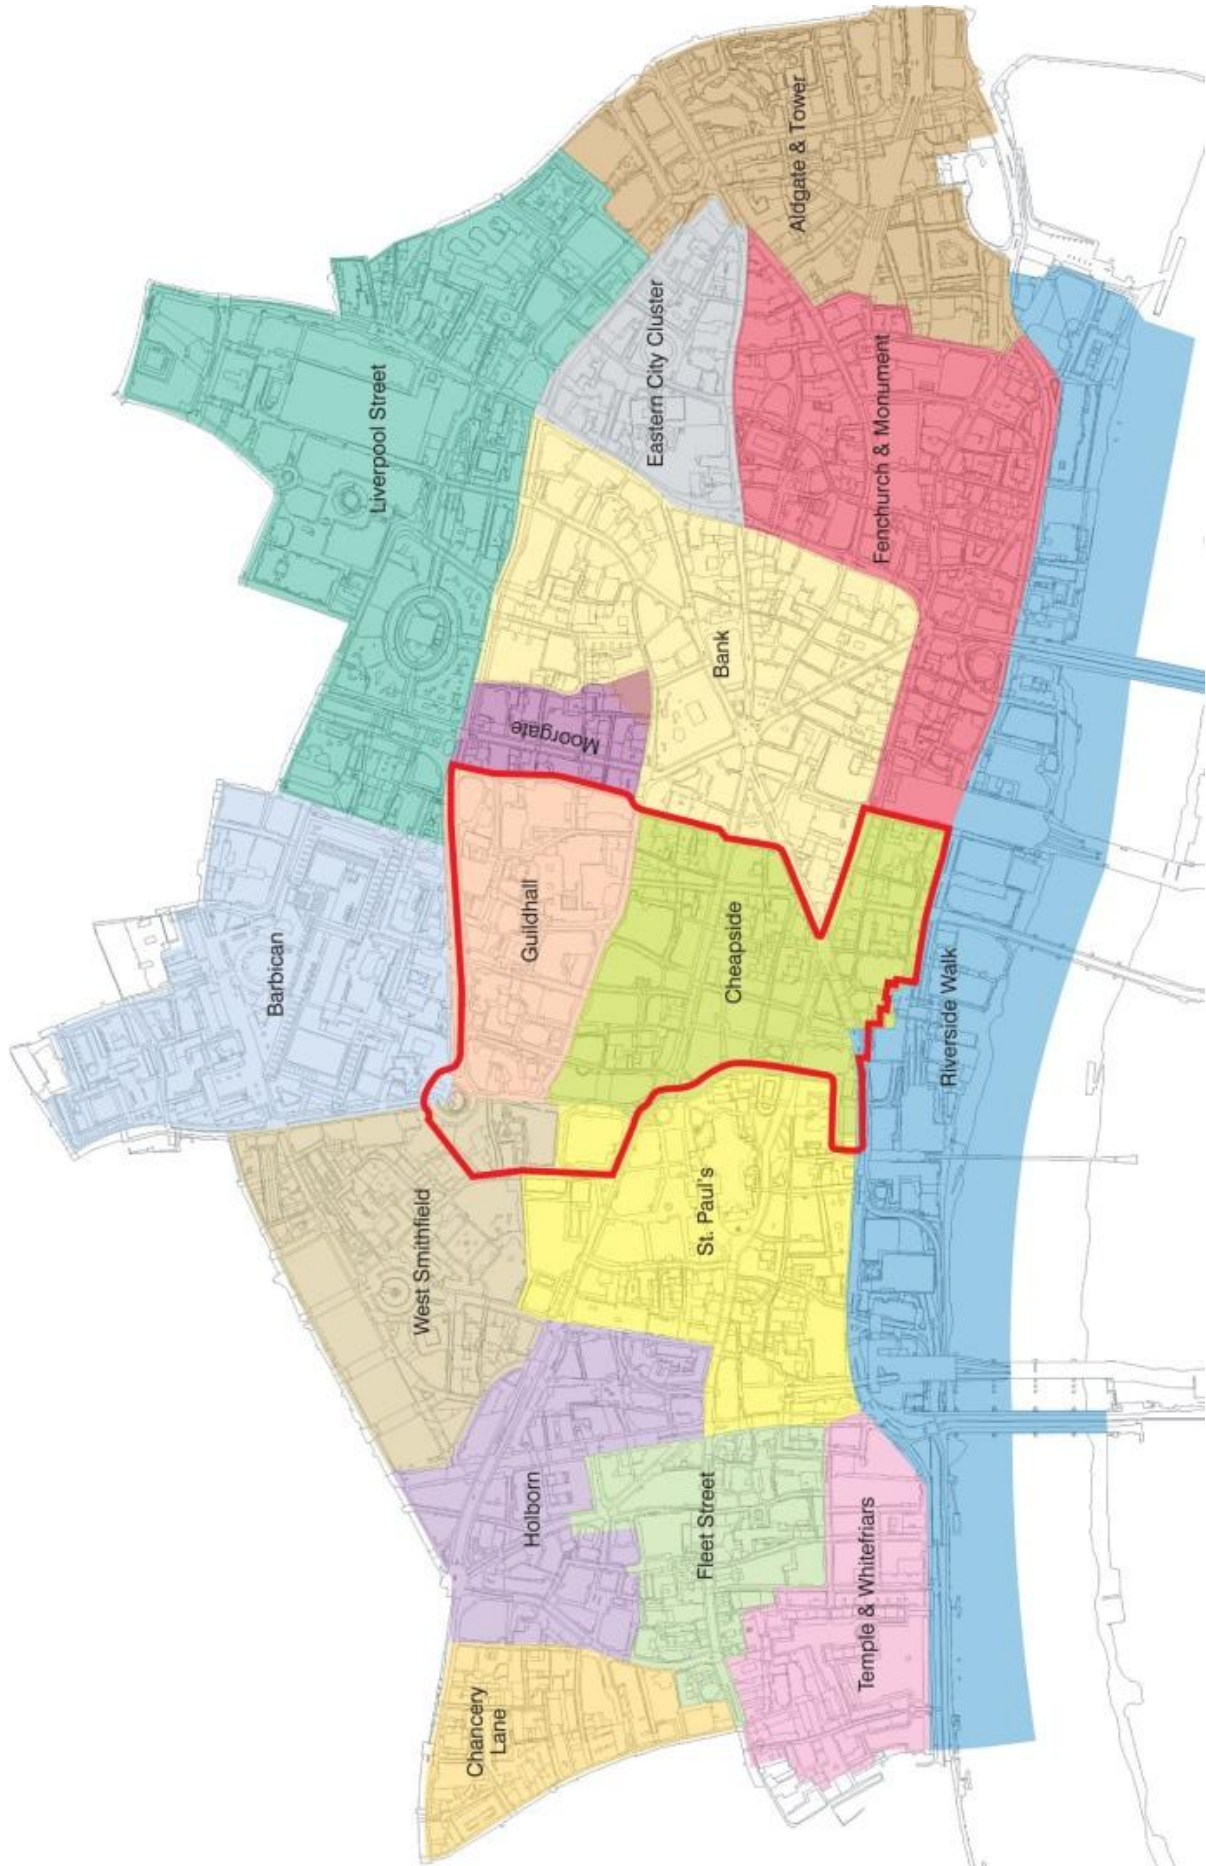 Aldgate & Tower
Liverpool Street
Eastern City Cluster
Fenchurch & Monument
Bank
Moorgate
Barbican
Guildhall
Cheapside
Riverside Walk
West Smithfield
St. Paul's
Holborn
Fleet Street
Temple & Whitefriars
Chancery
Lane